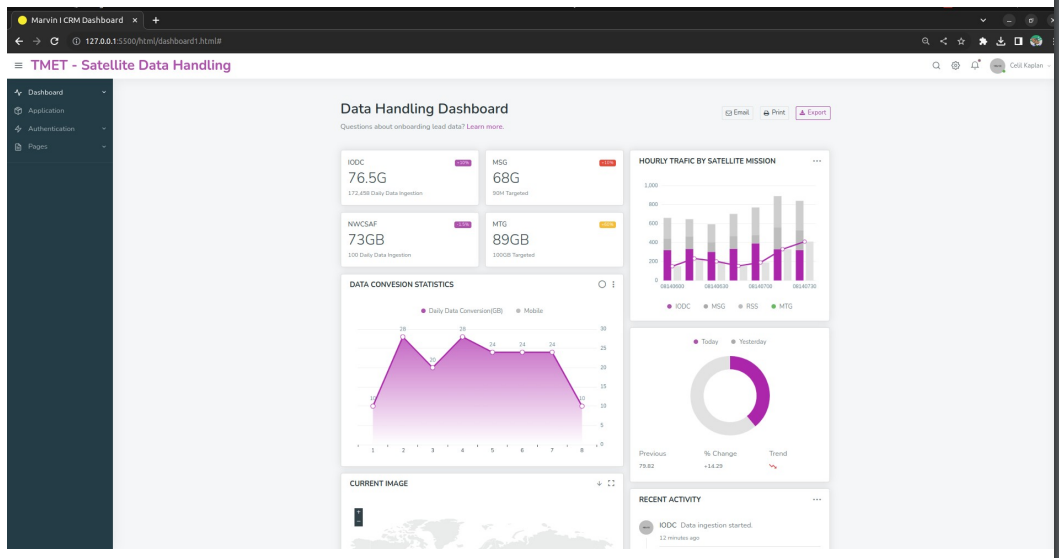 Marvin I CRM Dashboard
127.0.0.1:5500/html/dashboard1.html#
TMET - Satellite Data Handling
Celil Kaplan
Dashboard
Application
Authentication
Pages
Data Handling Dashboard
Questions about onboarding lead data? Learn more.
Email
Print
Export
IODC
76.5G
172,458 Daily Data Ingestion
MSG
+10%
68G
50M Targeted
NWCSAF
73GB
100 Daily Data Ingestion
MTG
89GB
100GB Targeted
HOURLY TRAFIC BY SATELLITE MISSION
1,000
800
600
400
200
0
08140600 08140630 08140700 08140730
IODC MSG RSS MTG
DATA CONVESION STATISTICS
Daily Data Conversion(GB) Mobile
10 28 20 28 24 24 24 10
30
25
20
15
10
5
0
1 2 3 4 5 6 7 8
Today Yesterday
Previous % Change Trend
79.82 +14.29
CURRENT IMAGE
RECENT ACTIVITY
IODC Data ingestion started.
12 minutes ago